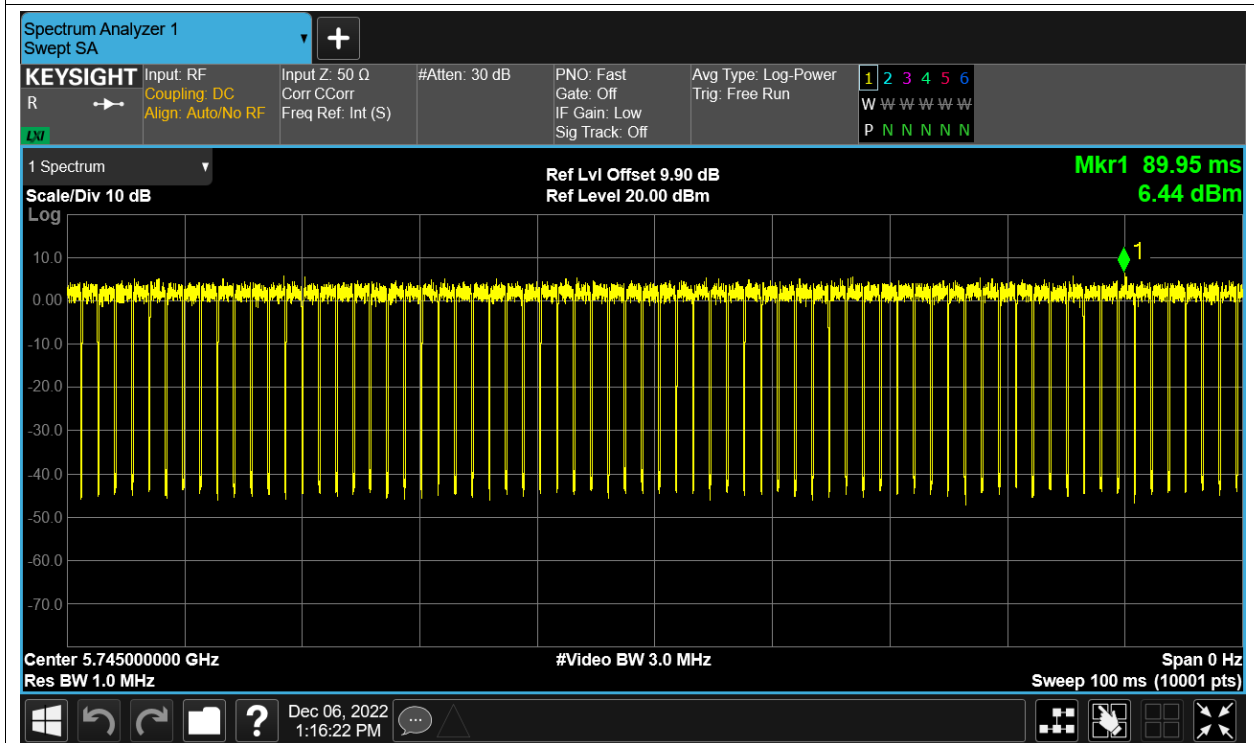 Spectrum Analyzer 1
Swept SA
+
KEYSIGHT
R
LXI
Input: RF
Coupling: DC
Align: Auto/No RF
Input Z: 50 Ω
Corr CCorr
Freq Ref: Int (S)
#Atten: 30 dB
PNO: Fast
Gate: Off
IF Gain: Low
Sig Track: Off
Avg Type: Log-Power
Trig: Free Run
1 2 3 4 5 6
W W W W W W
P N N N N N
1 Spectrum
Scale/Div 10 dB
Log
Ref Lvl Offset 9.90 dB
Ref Level 20.00 dBm
Mkr1 89.95 ms
6.44 dBm
1
10.0
0.00
-10.0
-20.0
-30.0
-40.0
-50.0
-60.0
-70.0
Center 5.745000000 GHz
Res BW 1.0 MHz
#Video BW 3.0 MHz
Span 0 Hz
Sweep 100 ms (10001 pts)
?
Dec 06, 2022
1:16:22 PM